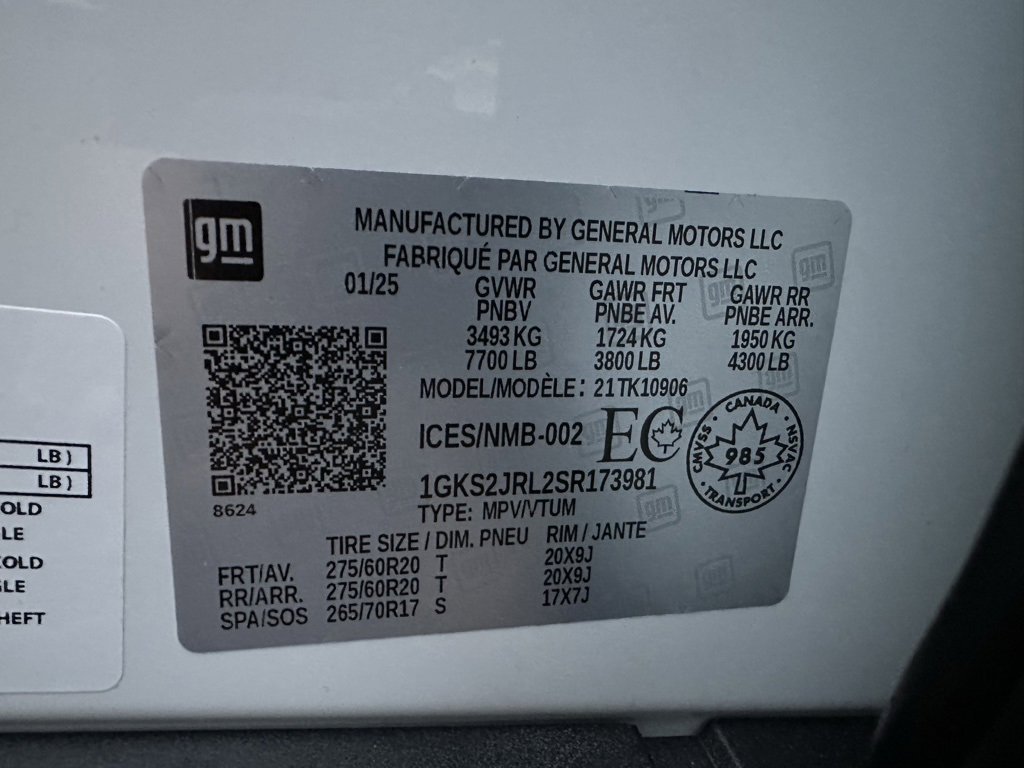 gm
MANUFACTURED BY GENERAL MOTORS LLC
FABRIQUÉ PAR GENERAL MOTORS LLC
01/25 GVWR GAWR FRT GAWR RR
PNBV PNBE AV. PNBE ARR.
3493 KG 1724 KG 1950 KG
7700 LB 3800 LB 4300 LB
MODEL/MODÈLE: 21TK10906
ICES/NMB-002 EC
CANADA
CMVSS · NSVAC
985
TRANSPORT
1GKS2JRL2SR173981
8624
TYPE: MPV/VTUM
TIRE SIZE / DIM. PNEU RIM / JANTE
FRT/AV. 275/60R20 T 20X9J
RR/ARR. 275/60R20 T 20X9J
SPA/SOS 265/70R17 S 17X7J
LB )
LB )
OLD
LE
OLD
GLE
HEFT